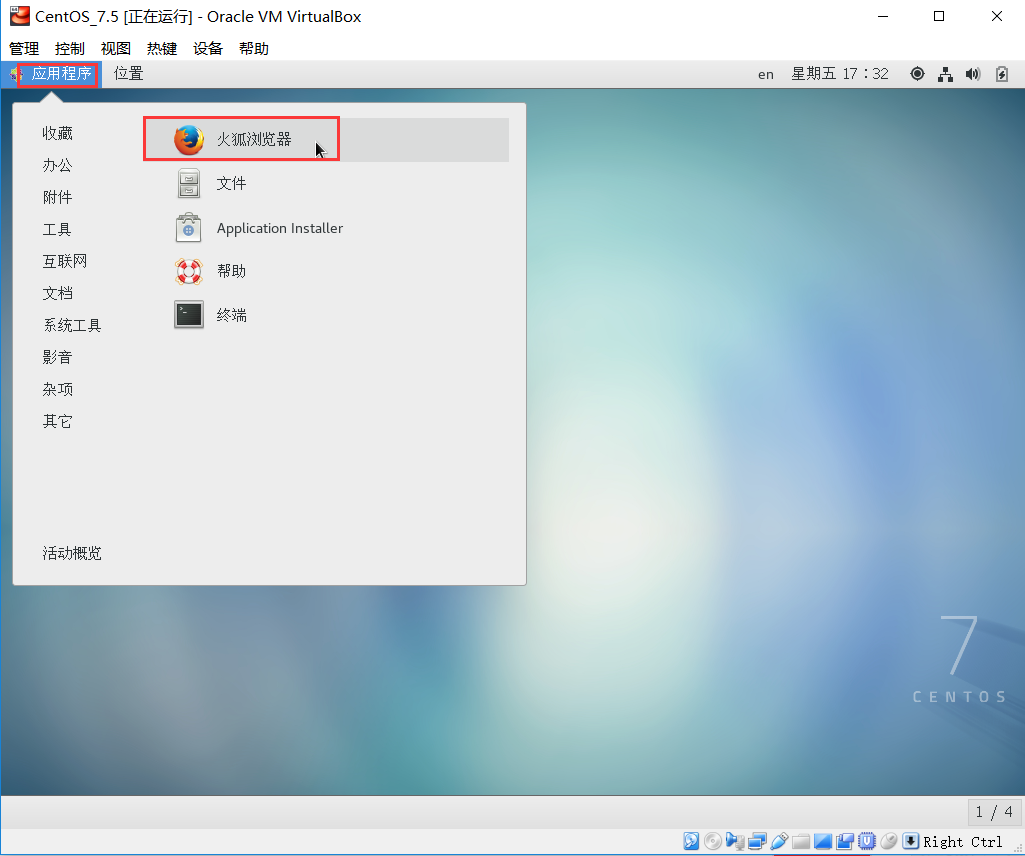 CentOS_7.5 [正在运行] - Oracle VM VirtualBox
管理 控制 视图 热键 设备 帮助
应用程序 位置 en 星期五 17：32
收藏
办公
附件
工具
互联网
文档
系统工具
影音
杂项
其它
活动概览
火狐浏览器
文件
Application Installer
帮助
终端
7
CENTOS
1 / 4
Right Ctrl